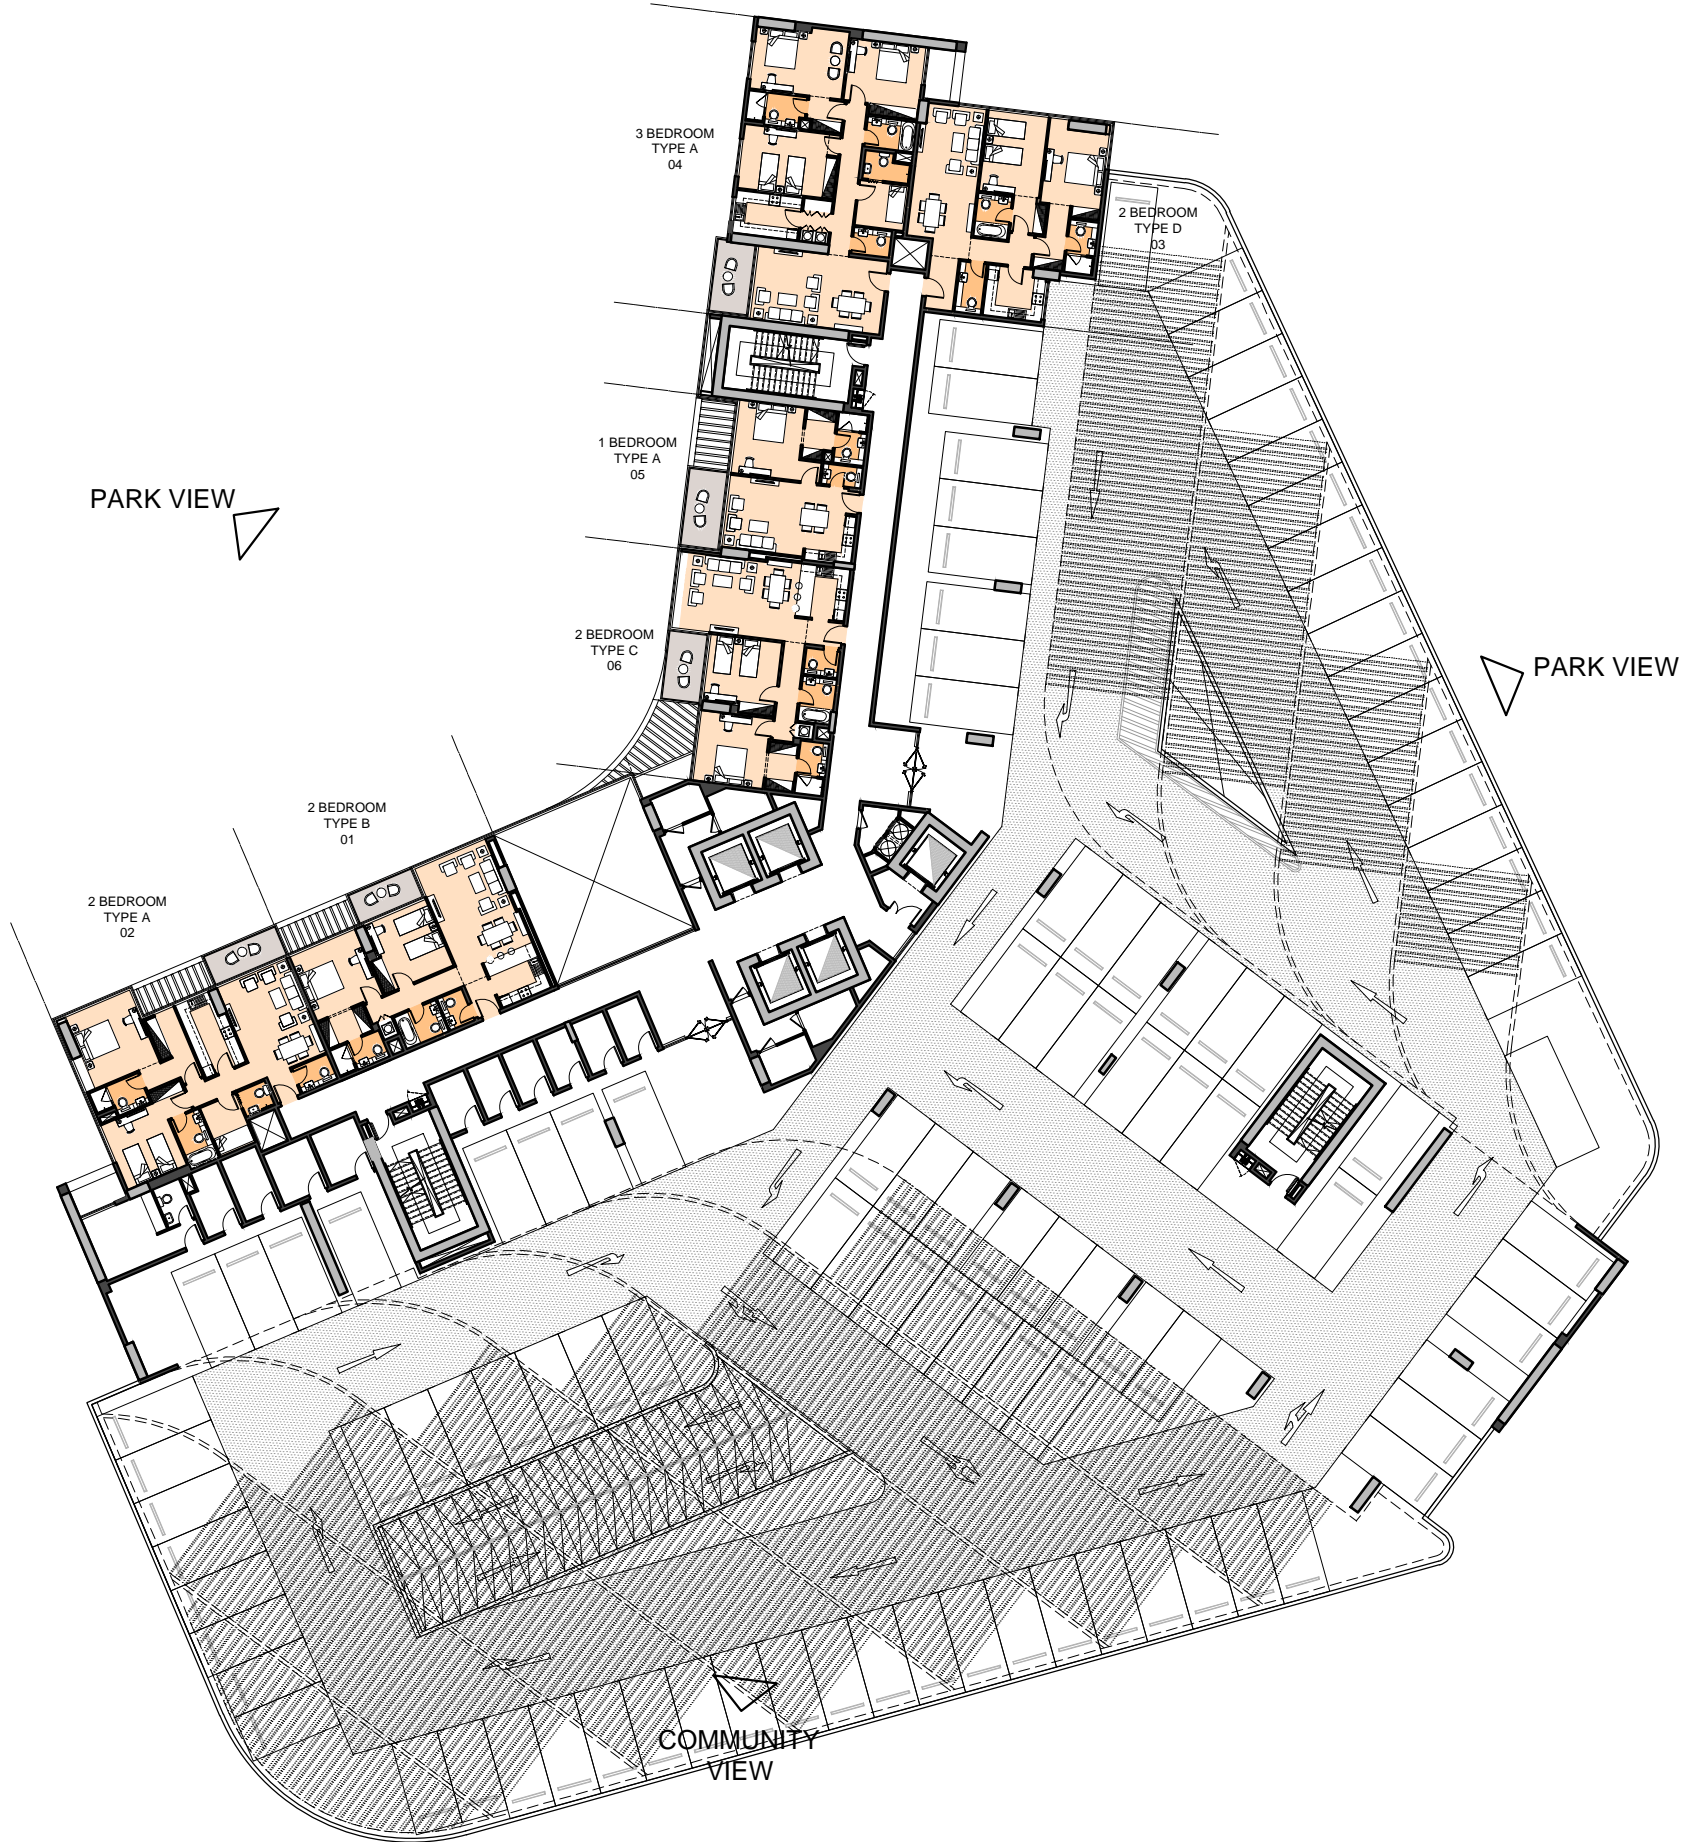 3 BEDROOM
TYPE A
04
2 BEDROOM
TYPE D
03
1 BEDROOM
TYPE A
05
PARK VIEW
2 BEDROOM
TYPE C
06
PARK VIEW
2 BEDROOM
TYPE B
01
2 BEDROOM
TYPE A
02
COMMUNITY
VIEW